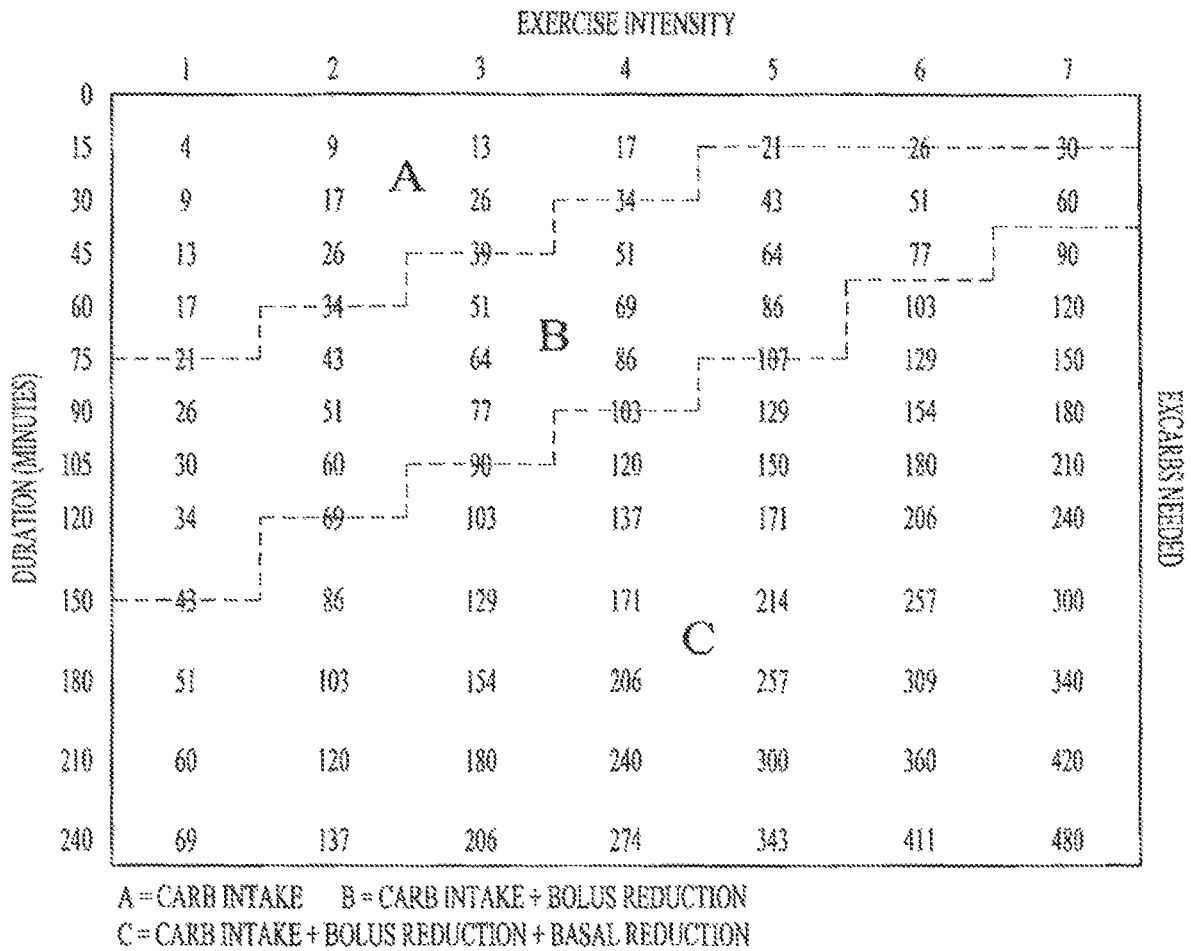 EXERCISE INTENSITY
1 2 3 4 5 6 7
0
15 4 9 13 17 21 26 30
A
30 9 17 26 34 43 51 60
45 13 26 39 51 64 77 90
60 17 34 51 69 86 103 120
B
75 21 43 64 86 107 129 150
90 26 51 77 103 129 154 180
105 30 60 90 120 150 180 210
120 34 69 103 137 171 206 240
150 43 86 129 171 214 257 300
C
180 51 103 154 206 257 309 340
210 60 120 180 240 300 360 420
240 69 137 206 274 343 411 480
DURATION (MINUTES)
EXCARBS NEEDED
A = CARB INTAKE B = CARB INTAKE + BOLUS REDUCTION
C = CARB INTAKE + BOLUS REDUCTION + BASAL REDUCTION